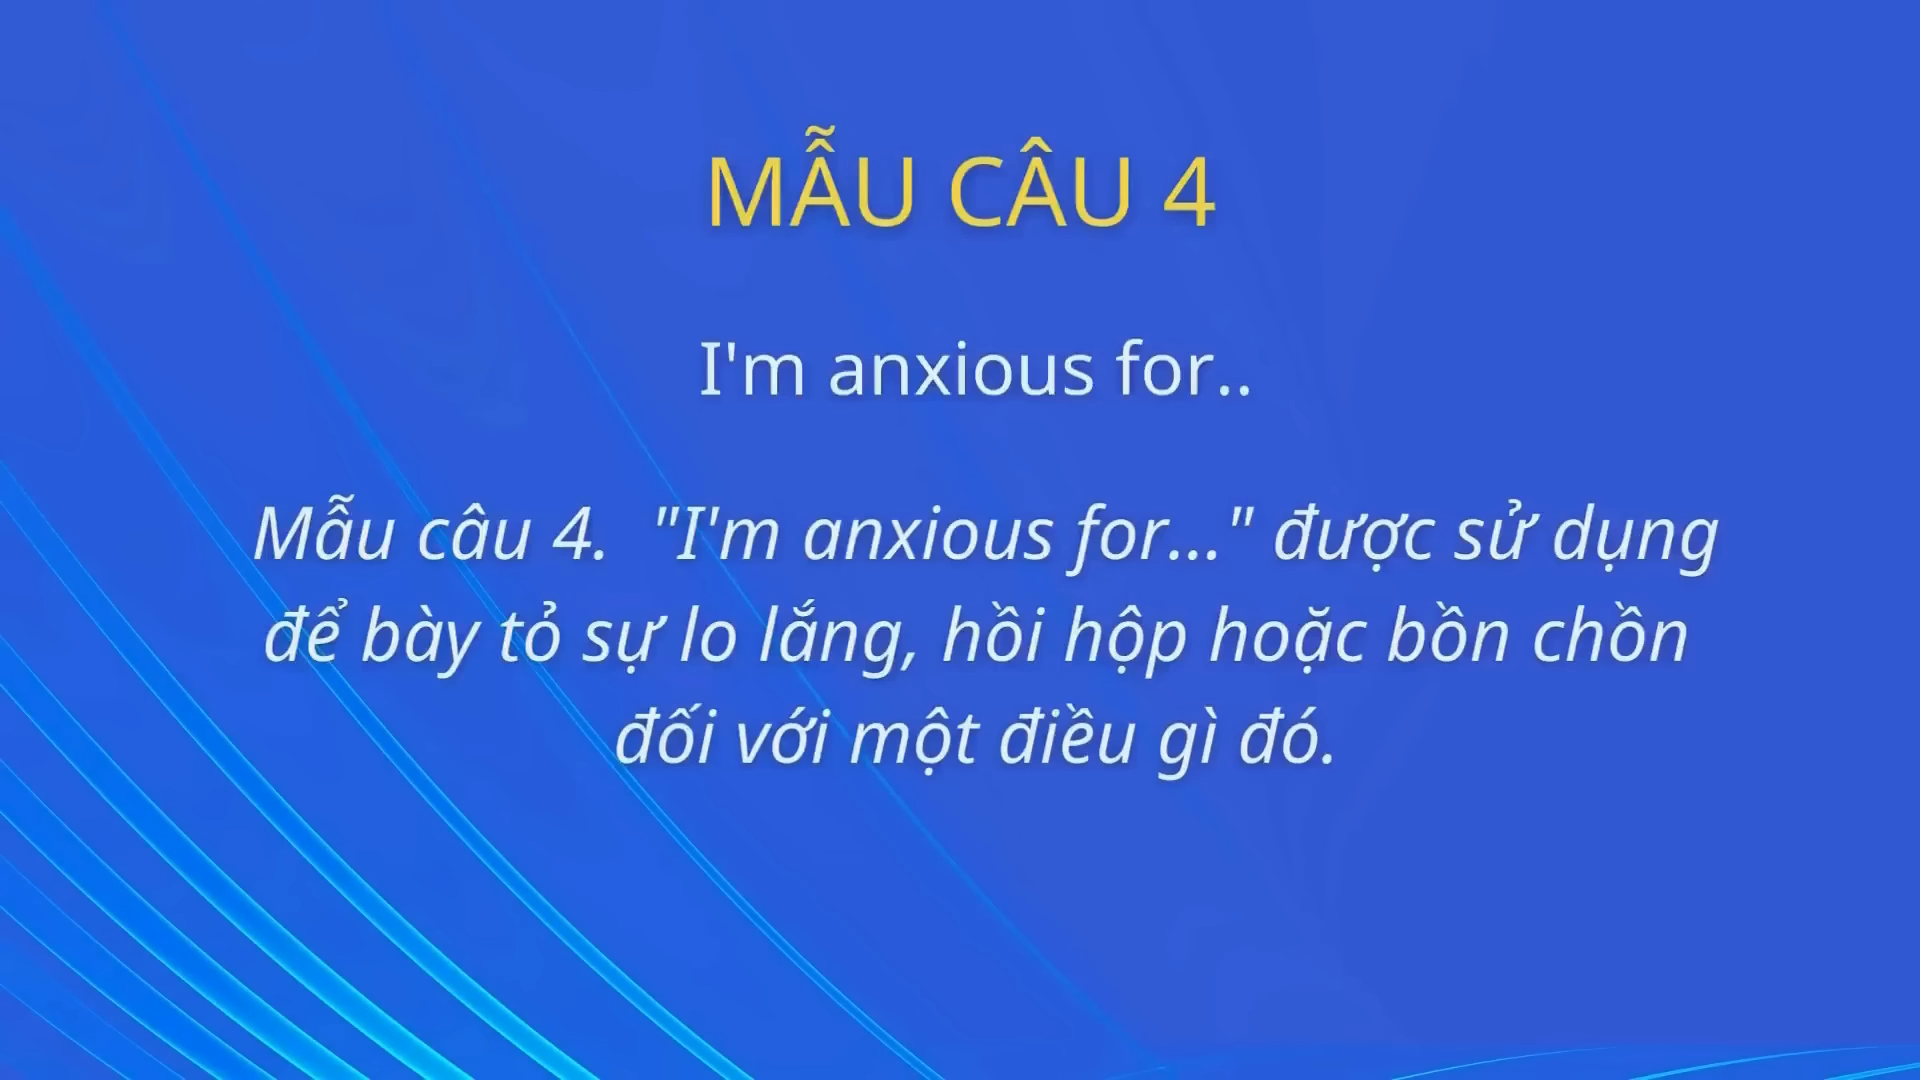 MẪU CÂU 4
I'm anxious for..
Mẫu câu 4. "I'm anxious for..." được sử dụng
để bày tỏ sự lo lắng, hồi hộp hoặc bồn chồn
đối với một điều gì đó.